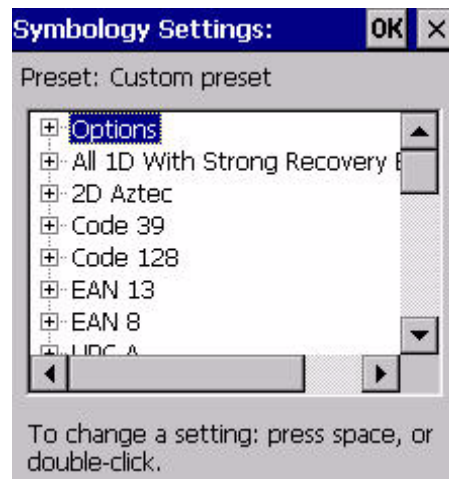 Symbology Settings: OK ×
Preset: Custom preset
Options
All 1D With Strong Recovery
2D Aztec
Code 39
Code 128
EAN 13
EAN 8
UPC A
To change a setting: press space, or
double-click.